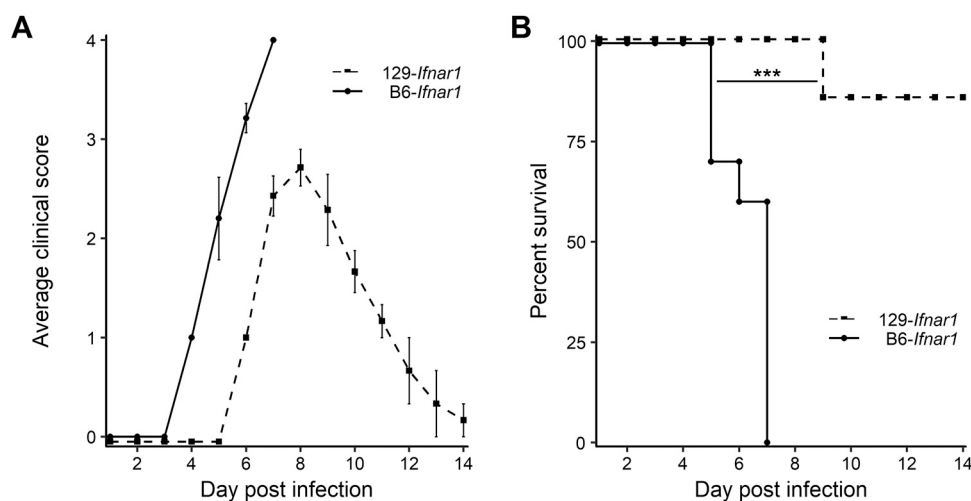 A
4
3
2
1
0
Average clinical score
129-Ifnar1
B6-Ifnar1
2 4 6 8 10 12 14
Day post infection
B
100
75
50
25
0
Percent survival
***
129-Ifnar1
B6-Ifnar1
2 4 6 8 10 12 14
Day post infection